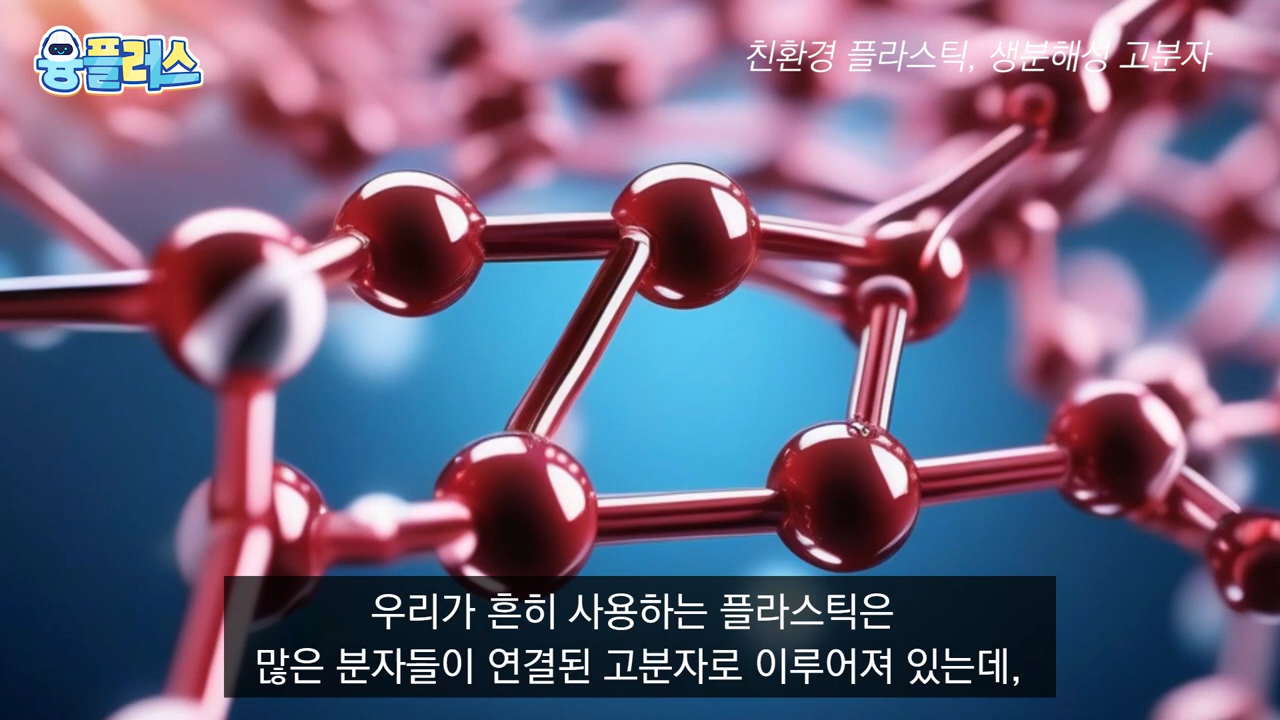 융플러스
친환경 플라스틱, 생분해성 고분자
우리가 흔히 사용하는 플라스틱은
많은 분자들이 연결된 고분자로 이루어져 있는데,